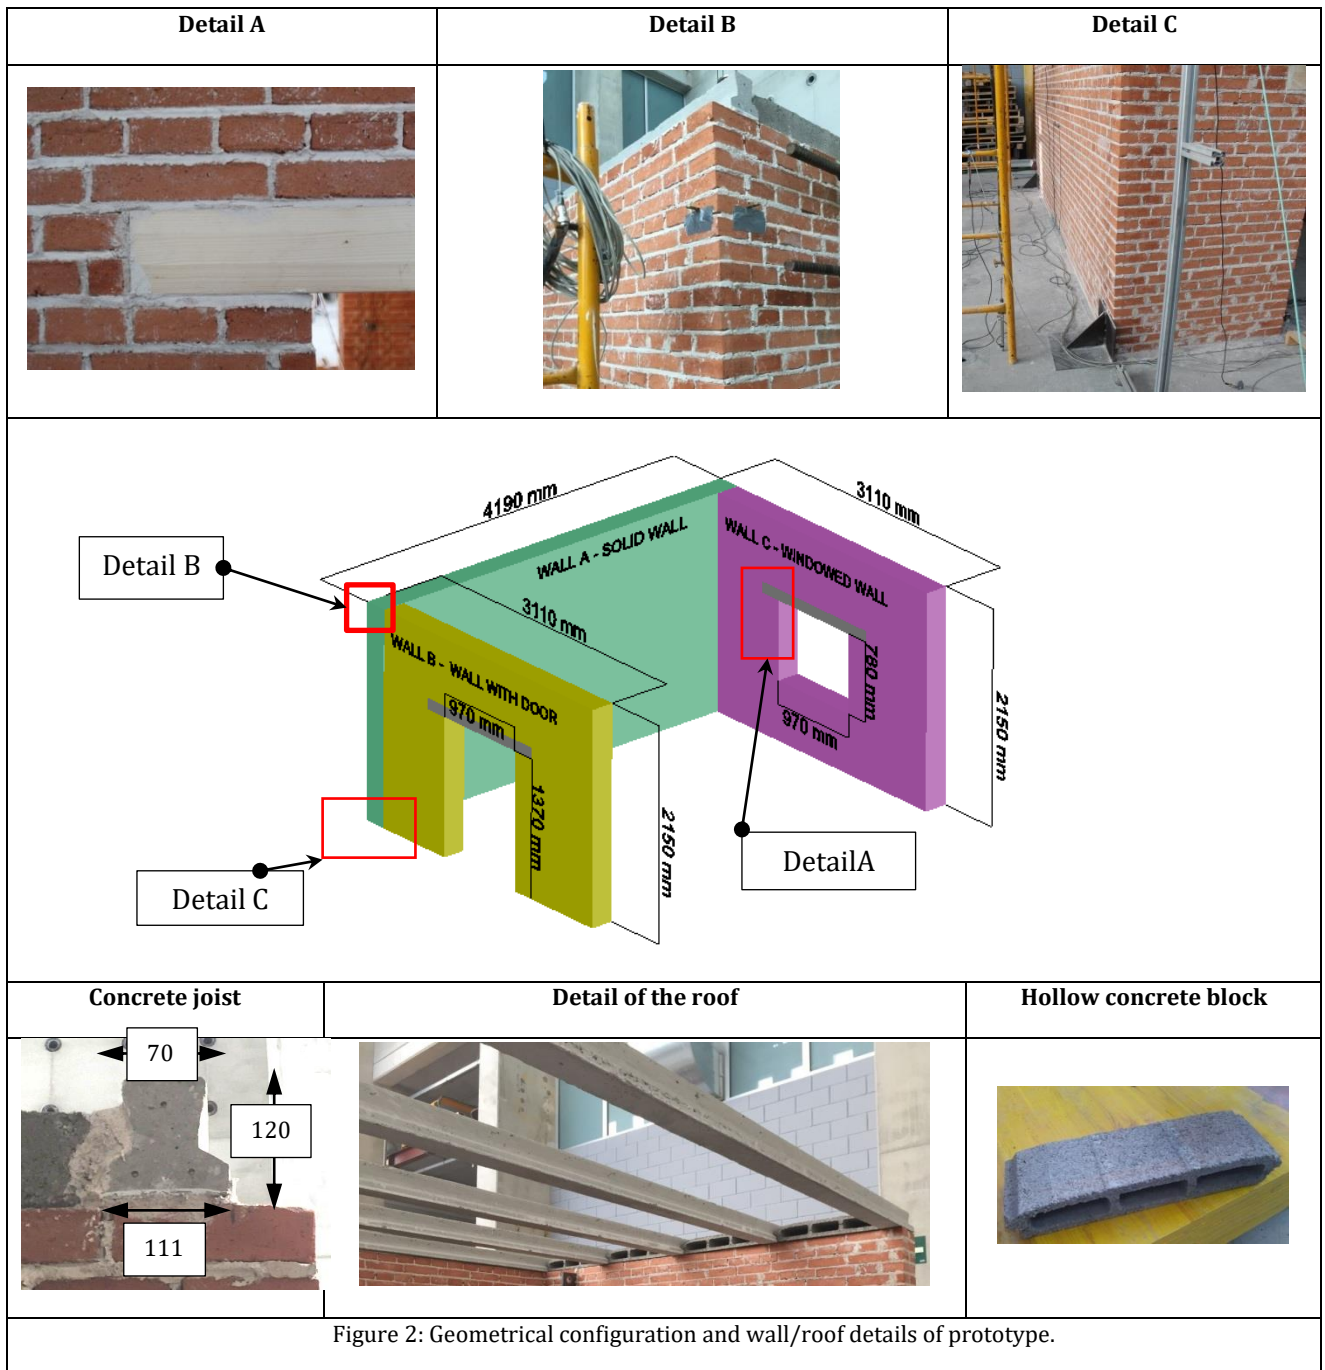 Detail A
Detail B
Detail C
4190 mm
3110 mm
WALL A - SOLID WALL
WALL C - WINDOWED WALL
Detail B
3110 mm
WALL B - WALL WITH DOOR
970 mm
780 mm
970 mm
2150 mm
1370 mm
2150 mm
DetailA
Detail C
Concrete joist
Detail of the roof
Hollow concrete block
70
120
111
Figure 2: Geometrical configuration and wall/roof details of prototype.